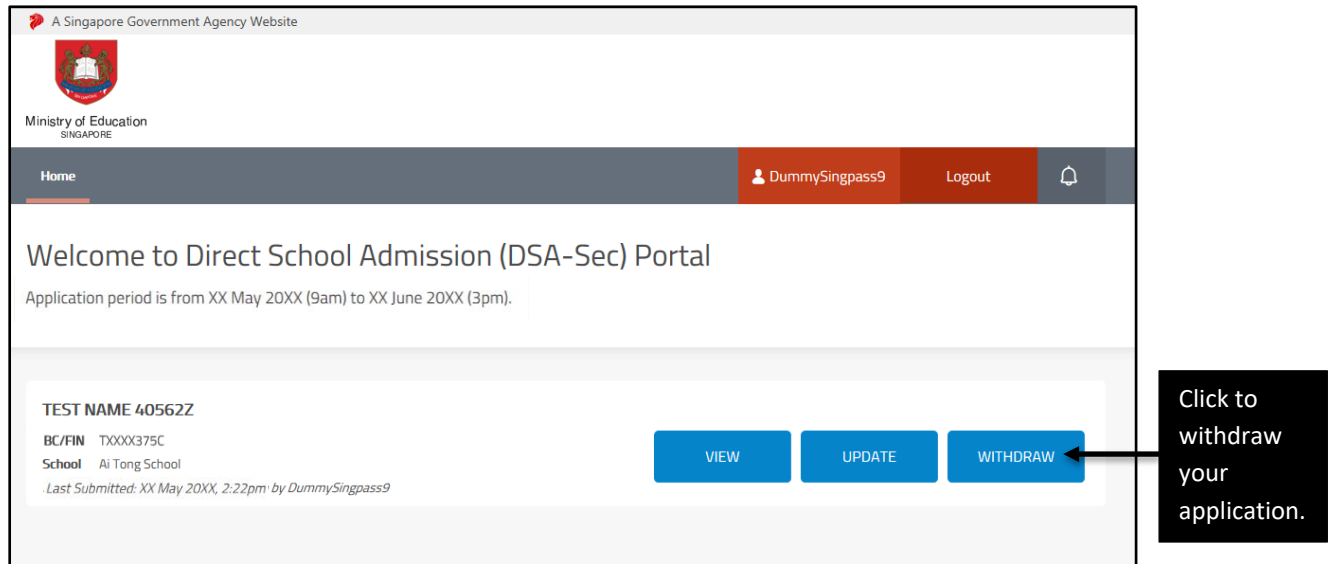 A Singapore Government Agency Website
Ministry of Education
SINGAPORE
Home
DummySingpass9
Logout
Welcome to Direct School Admission (DSA-Sec) Portal
Application period is from XX May 20XX (9am) to XX June 20XX (3pm).
TEST NAME 40562Z
BC/FIN TXXXX375C
School Ai Tong School
Last Submitted: XX May 20XX, 2:22pm by DummySingpass9
VIEW
UPDATE
WITHDRAW
Click to
withdraw
your
application.